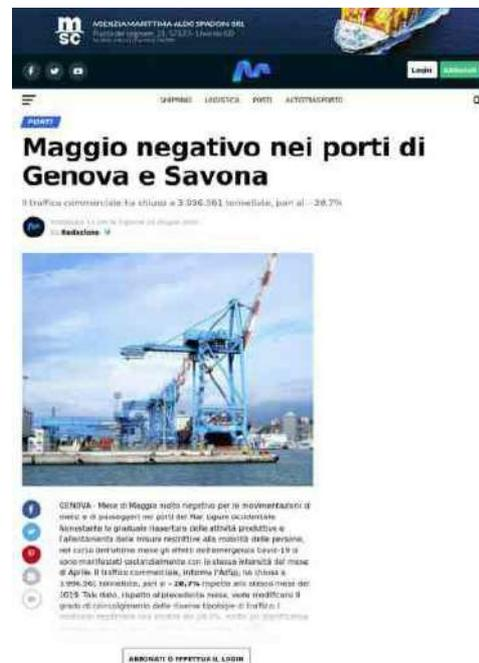 msc
AGENZIA MARITTIMA ALDO SPADONI SRL
Login Abbonati
SHIPPING LOGISTICA PORTI AUTOTRASPORTO
PORTI
Maggio negativo nei porti di
Genova e Savona
Il traffico commerciale ha chiuso a 3.996.561 tonnellate, pari al - 28,7%
Redazione
GENOVA - Mese di Maggio molto negativo per le movimentazioni di
merci e di passeggeri nei porti del Mar Ligure occidentale.
Nonostante la graduale riapertura delle attività produttive e
l'allentamento delle misure restrittive alla mobilità delle persone,
nel corso dell'ultimo mese gli effetti dell'emergenza Covid-19 si
sono manifestati sostanzialmente con la stessa intensità del mese
di Aprile. Il traffico commerciale, informa l'AdSp, ha chiuso a
3.996.561 tonnellate, pari al - 28,7% rispetto allo stesso mese del
2019. Tale dato, rispetto al precedente mese, vede modificarsi il
grado di coinvolgimento delle diverse tipologie di traffico. I
ABBONATI O EFFETTUA IL LOGIN